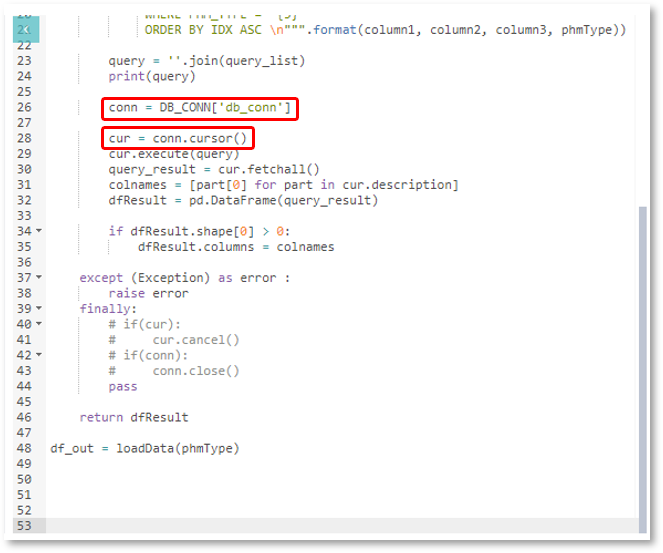 21 ORDER BY IDX ASC \n""".format(column1, column2, column3, phmType))
22
23 query = ''.join(query_list)
24 print(query)
25
26 conn = DB_CONN['db_conn']
27
28 cur = conn.cursor()
29 cur.execute(query)
30 query_result = cur.fetchall()
31 colnames = [part[0] for part in cur.description]
32 dfResult = pd.DataFrame(query_result)
33
34 if dfResult.shape[0] > 0:
35 dfResult.columns = colnames
36
37 except (Exception) as error :
38 raise error
39 finally:
40 # if(cur):
41 #     cur.cancel()
42 # if(conn):
43 #     conn.close()
44 pass
45
46 return dfResult
47
48 df_out = loadData(phmType)
49
50
51
52
53